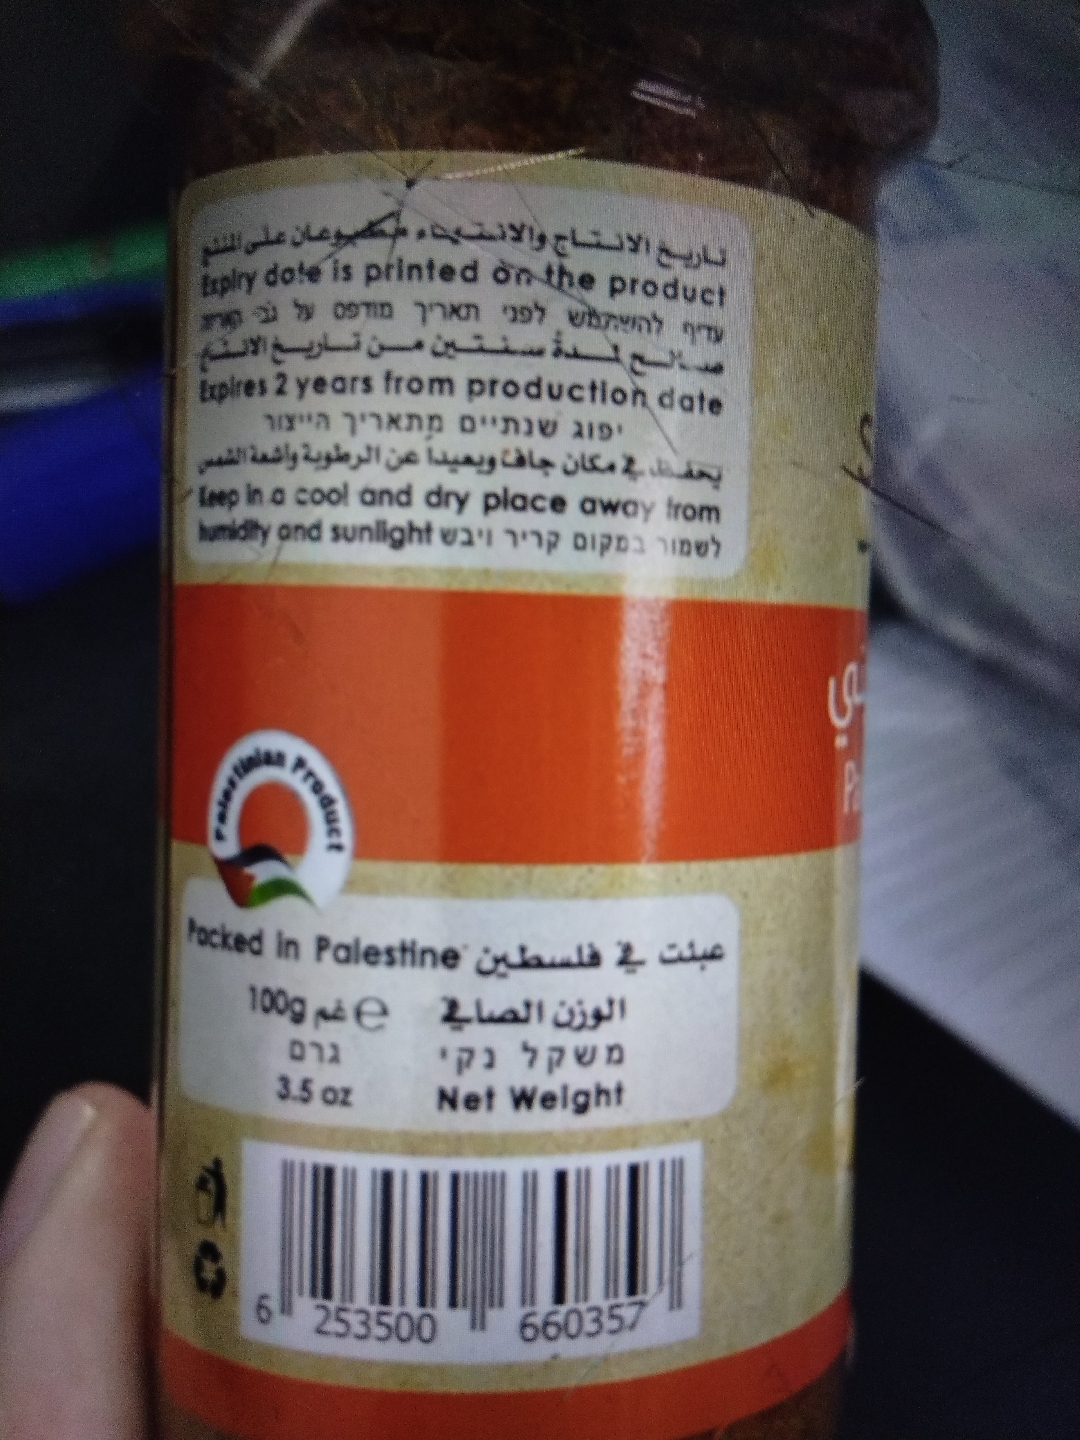 تاريخ الانتاج والانتهاء مطبوعان على المنتج
Expiry date is printed on the product
עדיף להשתמש לפני תאריך מודפס על גבי
صالح لمدة سنتين من تاريخ الانتاج
Expires 2 years from production date
יפוג שנתיים מתאריך הייצור
يحفظ في مكان جاف وبعيداً عن الرطوبة وأشعة الشمس
Keep in a cool and dry place away from
humidity and sunlight לשמור במקום קריר ויבש
Palestinian Product
Packed in Palestine عبئت في فلسطين
100g غم ℮ الوزن الصافي
גרם משקל נקי
3.5 oz Net Weight
6 253500 660357